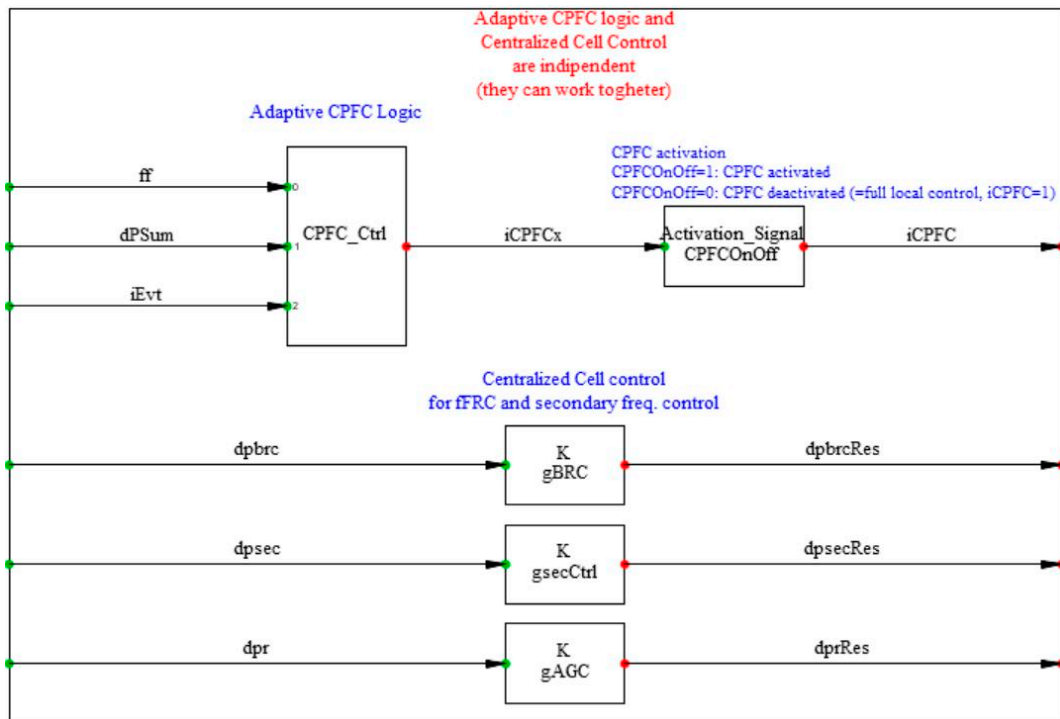 Adaptive CPFC logic and
Centralized Cell Control
are indipendent
(they can work togheter)
Adaptive CPFC Logic
CPFC activation
CPFCOnOff=1: CPFC activated
CPFCOnOff=0: CPFC deactivated (=full local control, iCPFC=1)
ff
0
dPSum
1
CPFC_Ctrl
iCPFCx
Activation_Signal
CPFCOnOff
iCPFC
iEvt
2
Centralized Cell control
for fFRC and secondary freq. control
dpbrc
K
gBRC
dpbrcRes
dpsec
K
gsecCtrl
dpsecRes
dpr
K
gAGC
dprRes